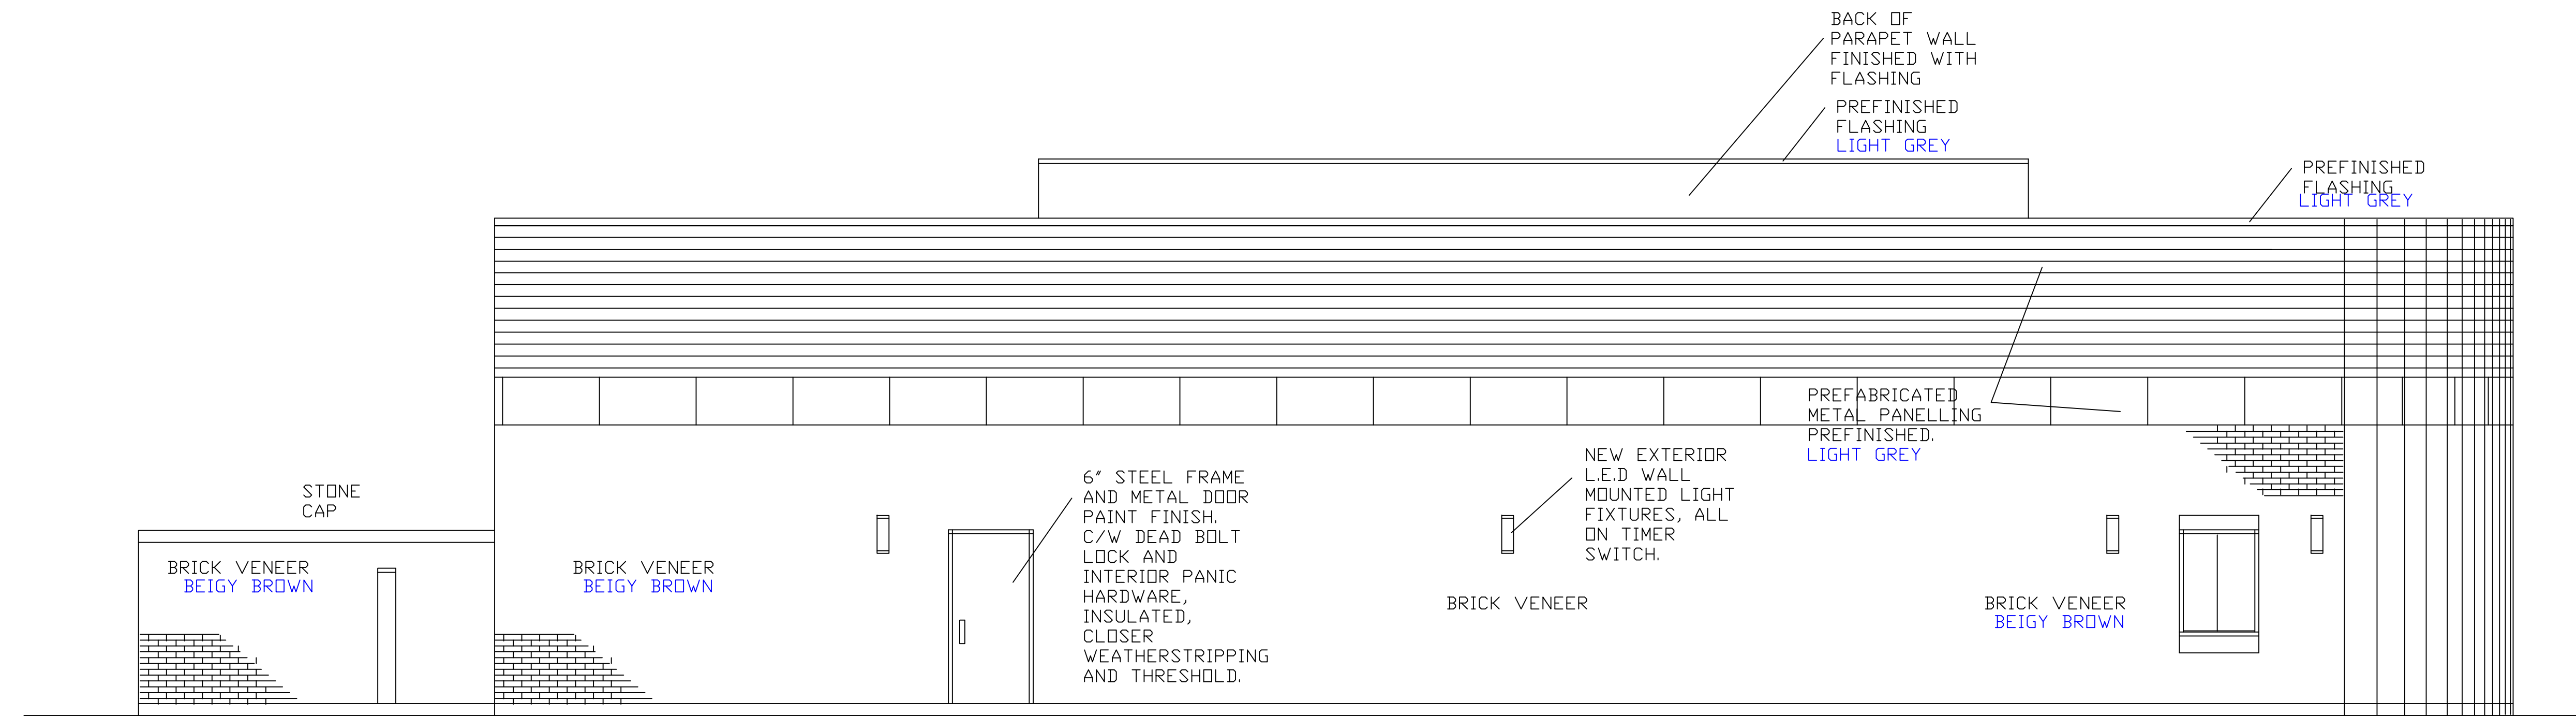 BACK OF
PARAPET WALL
FINISHED WITH
FLASHING
PREFINISHED
FLASHING
LIGHT GREY
PREFINISHED
FLASHING
LIGHT GREY
PREFABRICATED
METAL PANELLING
PREFINISHED.
LIGHT GREY
STONE
CAP
BRICK VENEER
BEIGY BROWN
BRICK VENEER
BEIGY BROWN
6" STEEL FRAME
AND METAL DOOR
PAINT FINISH.
C/W DEAD BOLT
LOCK AND
INTERIOR PANIC
HARDWARE,
INSULATED,
CLOSER
WEATHERSTRIPPING
AND THRESHOLD.
NEW EXTERIOR
L.E.D WALL
MOUNTED LIGHT
FIXTURES, ALL
ON TIMER
SWITCH.
BRICK VENEER
BRICK VENEER
BEIGY BROWN